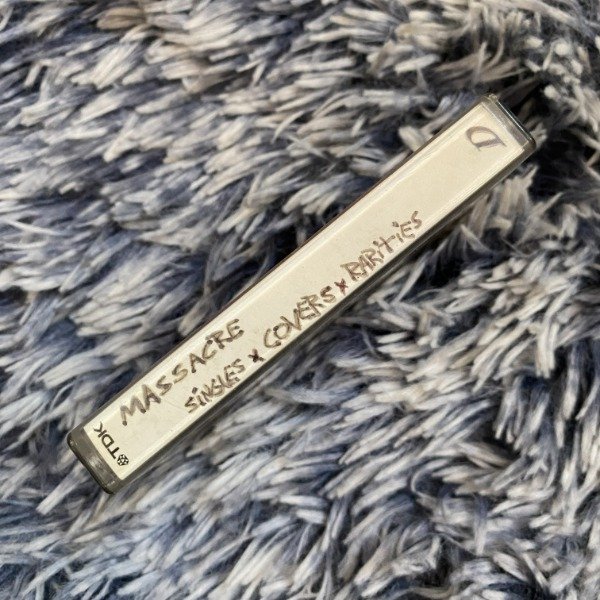 TDK
MASSACRE
SiNGLES x COVERS x RARiTiES
D